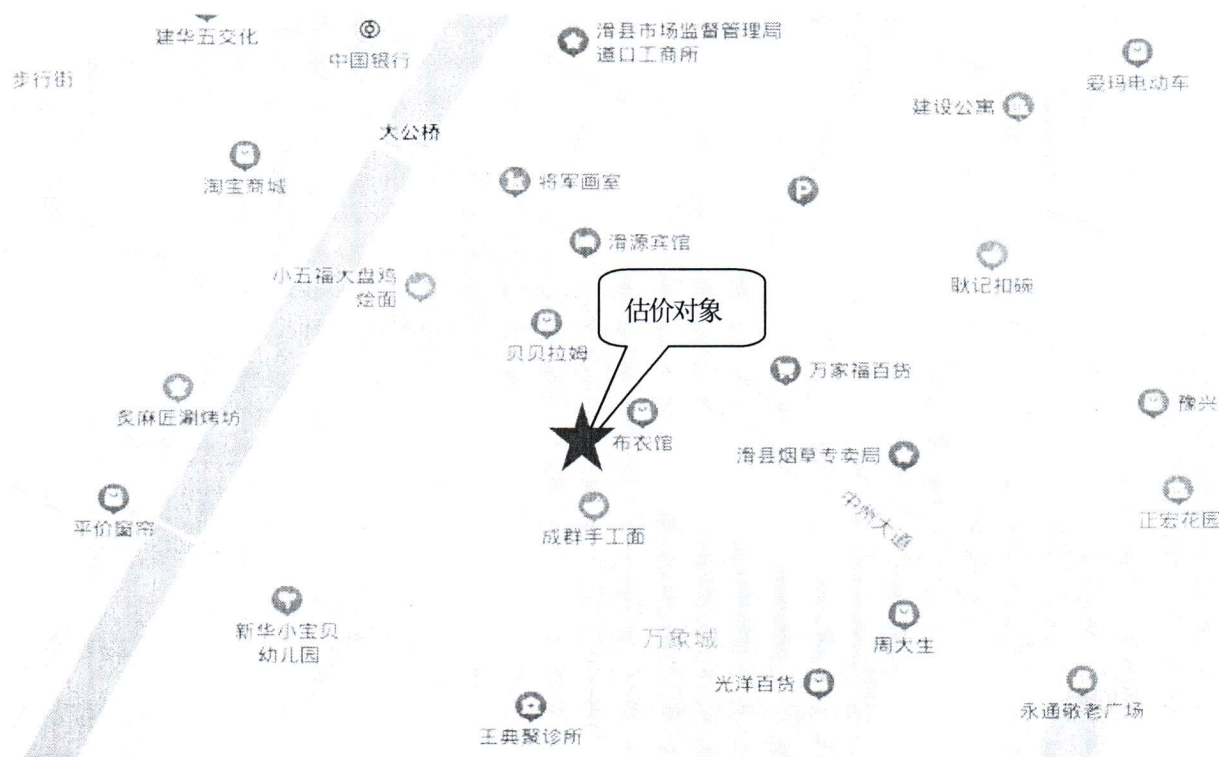 建华五交化
中国银行
滑县市场监督管理局
道口工商所
爱玛电动车
步行街
建设公寓
大公桥
淘宝商城
将军画室
P
滑源宾馆
小五福大盘鸡
烩面
耿记扣碗
估价对象
贝贝拉姆
万家福百货
炙麻匠涮烤坊
布衣馆
豫兴
滑县烟草专卖局
平价窗帘
成群手工面
中州大道
正宏花园
新华小宝贝
幼儿园
万象城
周大生
光洋百货
永通敬老广场
王典聚诊所